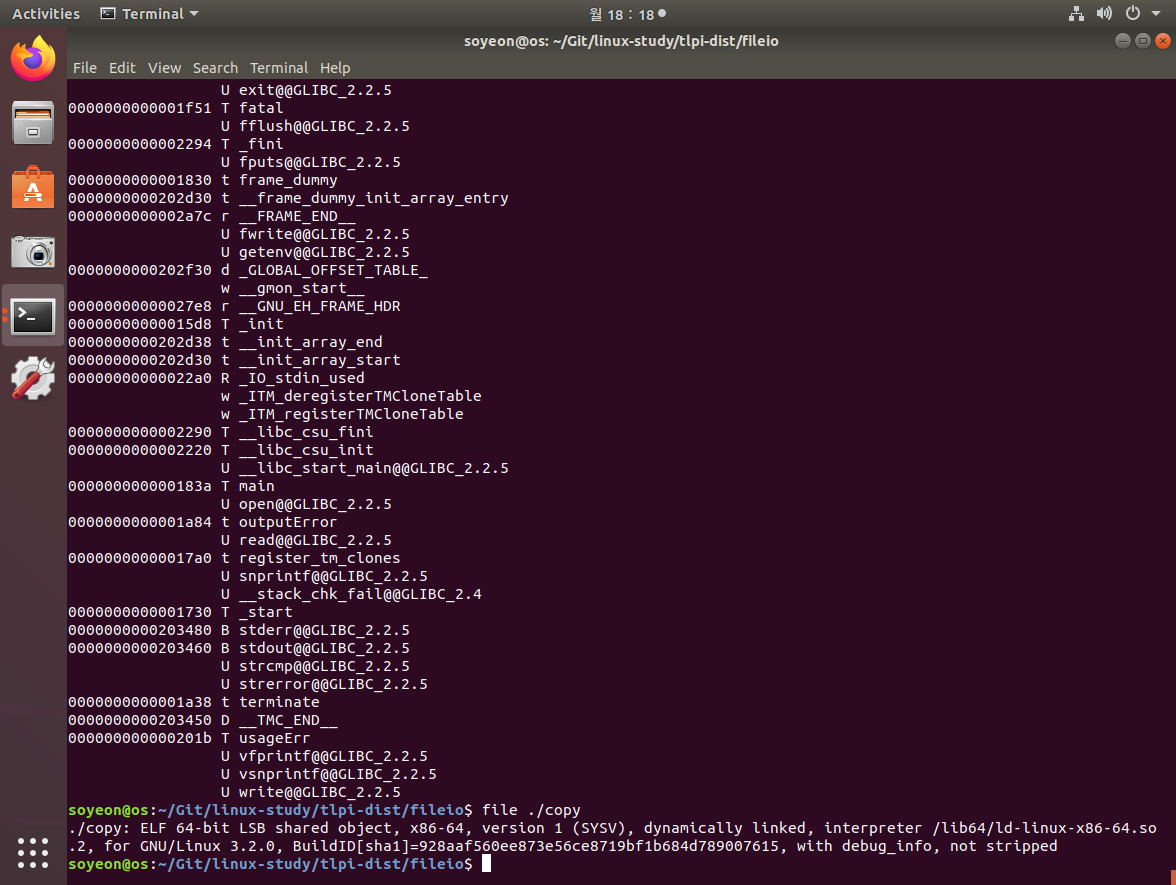 Activities Terminal 월 18 : 18
soyeon@os: ~/Git/linux-study/tlpi-dist/fileio
File Edit View Search Terminal Help
U exit@@GLIBC_2.2.5
0000000000001f51 T fatal
U fflush@@GLIBC_2.2.5
0000000000002294 T _fini
U fputs@@GLIBC_2.2.5
0000000000001830 t frame_dummy
0000000000202d30 t __frame_dummy_init_array_entry
0000000000002a7c r __FRAME_END__
U fwrite@@GLIBC_2.2.5
U getenv@@GLIBC_2.2.5
0000000000202f30 d _GLOBAL_OFFSET_TABLE_
w __gmon_start__
00000000000027e8 r __GNU_EH_FRAME_HDR
00000000000015d8 T _init
0000000000202d38 t __init_array_end
0000000000202d30 t __init_array_start
00000000000022a0 R _IO_stdin_used
w _ITM_deregisterTMCloneTable
w _ITM_registerTMCloneTable
0000000000002290 T __libc_csu_fini
0000000000002220 T __libc_csu_init
U __libc_start_main@@GLIBC_2.2.5
000000000000183a T main
U open@@GLIBC_2.2.5
0000000000001a84 t outputError
U read@@GLIBC_2.2.5
00000000000017a0 t register_tm_clones
U snprintf@@GLIBC_2.2.5
U __stack_chk_fail@@GLIBC_2.4
0000000000001730 T _start
0000000000203480 B stderr@@GLIBC_2.2.5
0000000000203460 B stdout@@GLIBC_2.2.5
U strcmp@@GLIBC_2.2.5
U strerror@@GLIBC_2.2.5
0000000000001a38 t terminate
0000000000203450 D __TMC_END__
000000000000201b T usageErr
U vfprintf@@GLIBC_2.2.5
U vsnprintf@@GLIBC_2.2.5
U write@@GLIBC_2.2.5
soyeon@os:~/Git/linux-study/tlpi-dist/fileio$ file ./copy
./copy: ELF 64-bit LSB shared object, x86-64, version 1 (SYSV), dynamically linked, interpreter /lib64/ld-linux-x86-64.so
.2, for GNU/Linux 3.2.0, BuildID[sha1]=928aaf560ee873e56ce8719bf1b684d789007615, with debug_info, not stripped
soyeon@os:~/Git/linux-study/tlpi-dist/fileio$